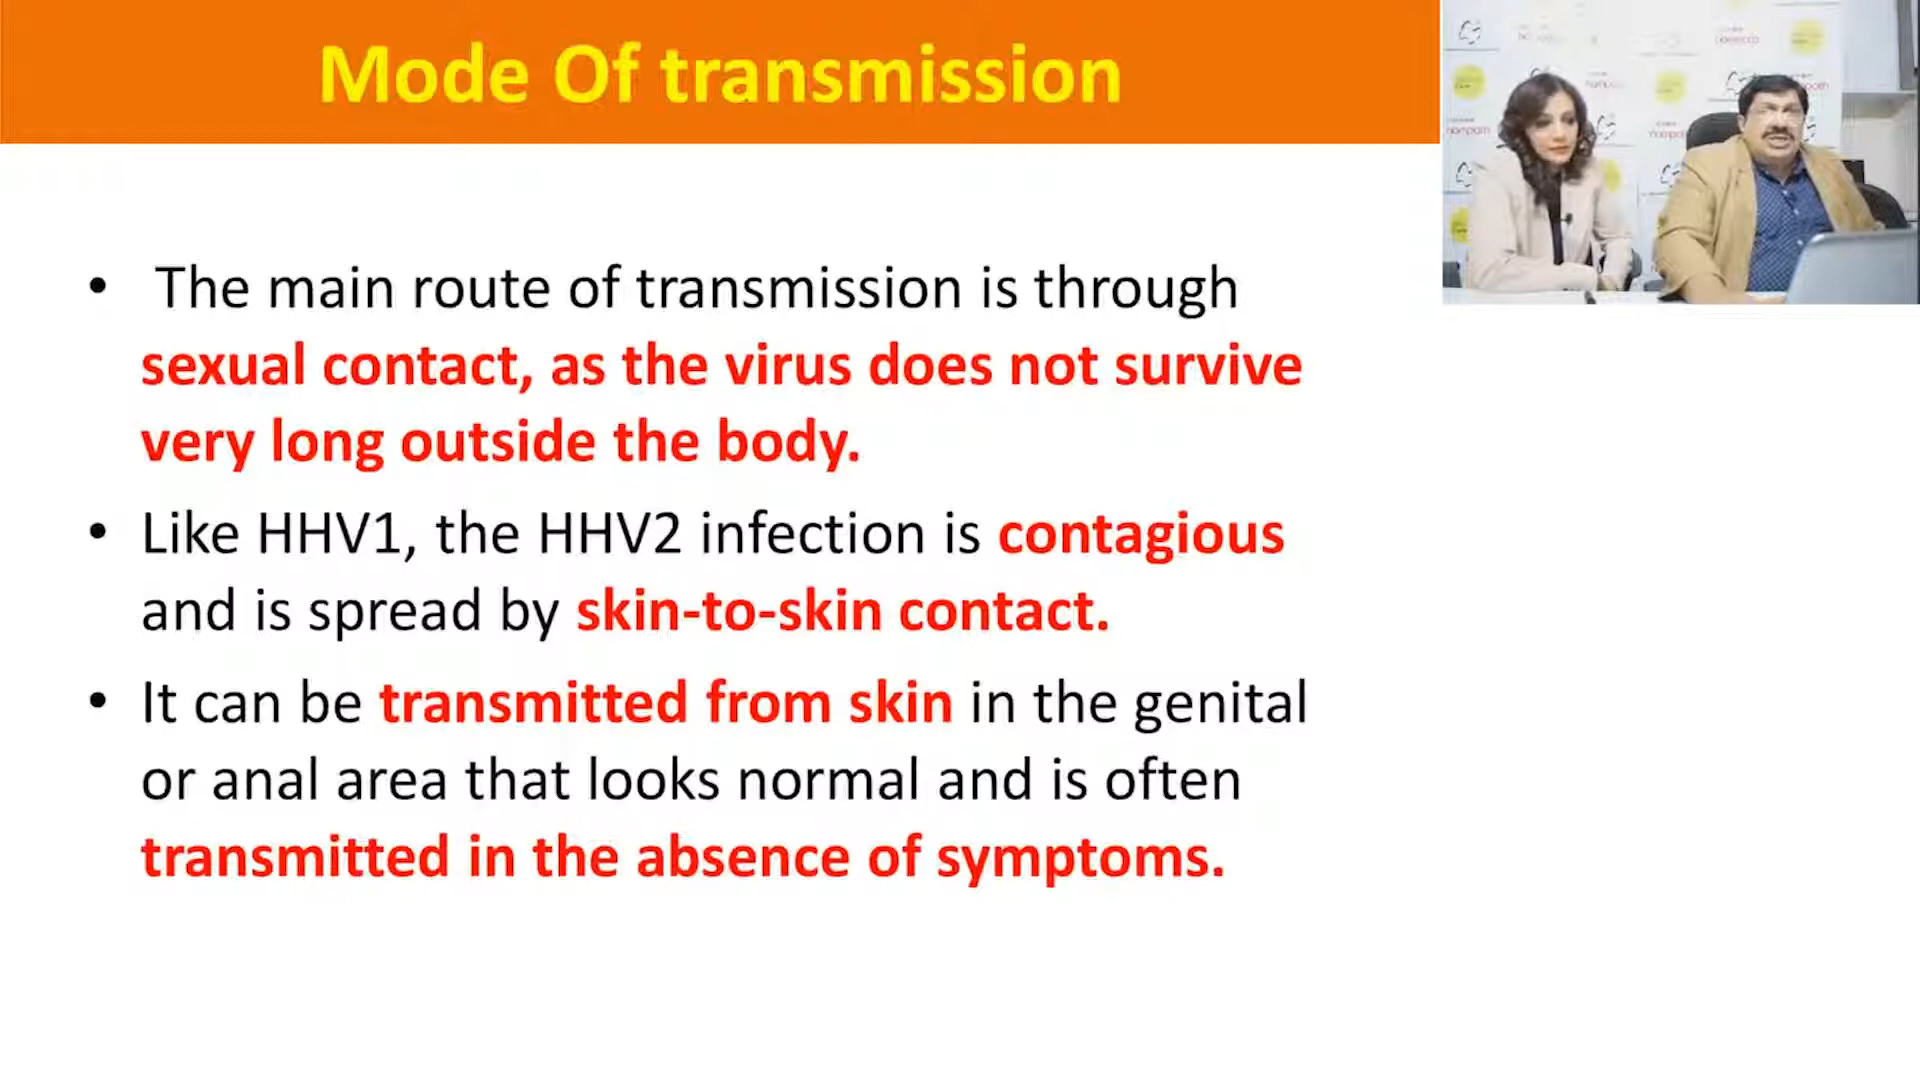 Mode Of transmission
• The main route of transmission is through
sexual contact, as the virus does not survive
very long outside the body.
• Like HHV1, the HHV2 infection is contagious
and is spread by skin-to-skin contact.
• It can be transmitted from skin in the genital
or anal area that looks normal and is often
transmitted in the absence of symptoms.